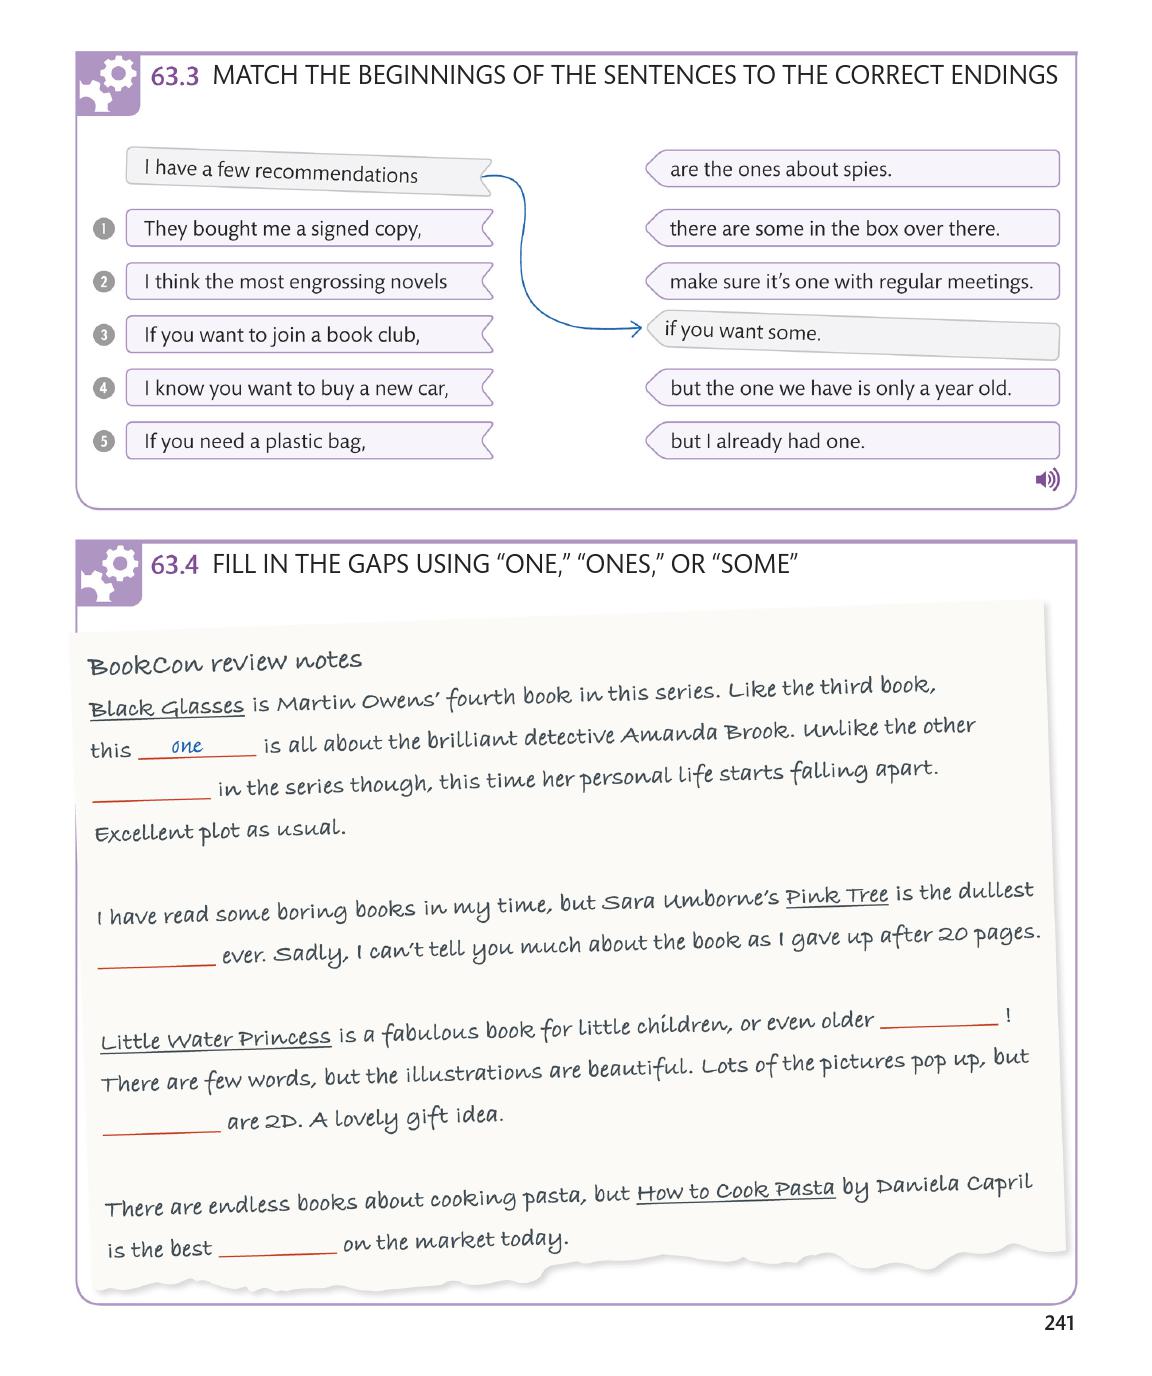 63.3 MATCH THE BEGINNINGS OF THE SENTENCES TO THE CORRECT ENDINGS
I have a few recommendations
1 They bought me a signed copy,
2 I think the most engrossing novels
3 If you want to join a book club,
4 I know you want to buy a new car,
5 If you need a plastic bag,
are the ones about spies.
there are some in the box over there.
make sure it’s one with regular meetings.
if you want some.
but the one we have is only a year old.
but I already had one.
63.4 FILL IN THE GAPS USING “ONE,” “ONES,” OR “SOME”
BookCon review notes
Black Glasses is Martin Owens’ fourth book in this series. Like the third book,
this one is all about the brilliant detective Amanda Brook. Unlike the other
in the series though, this time her personal life starts falling apart.
Excellent plot as usual.
I have read some boring books in my time, but Sara Umborne’s Pink Tree is the dullest
ever. Sadly, I can’t tell you much about the book as I gave up after 20 pages.
Little Water Princess is a fabulous book for little children, or even older !
There are few words, but the illustrations are beautiful. Lots of the pictures pop up, but
are 2D. A lovely gift idea.
There are endless books about cooking pasta, but How to Cook Pasta by Daniela Capril
is the best on the market today.
241